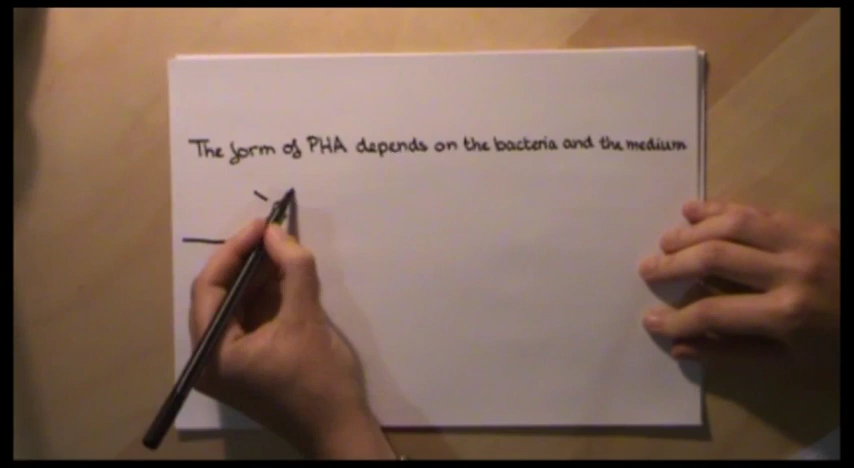 The form of PHA depends on the bacteria and the medium